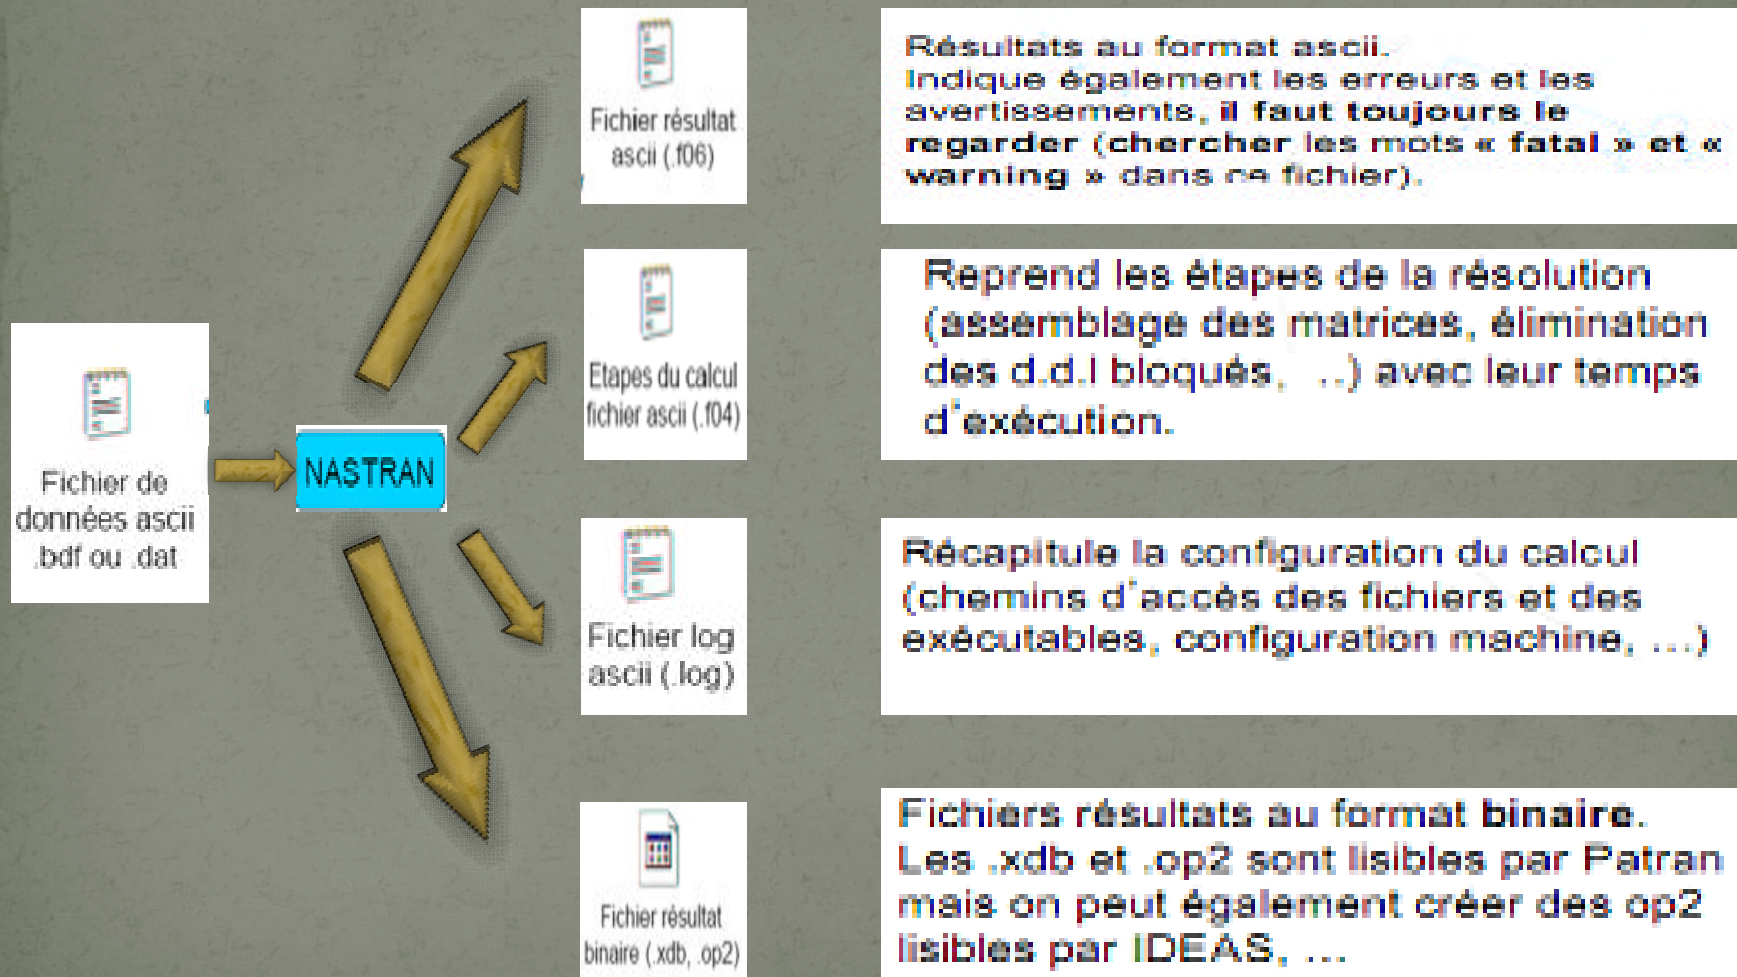 Fichier de
données ascii
.bdf ou .dat
NASTRAN
Fichier résultat
ascii (.f06)
Résultats au format ascii.
Indique également les erreurs et les
avertissements, il faut toujours le
regarder (chercher les mots « fatal » et «
warning » dans ce fichier).
Etapes du calcul
fichier ascii (.f04)
Reprend les étapes de la résolution
(assemblage des matrices, élimination
des d.d.l bloqués, ..) avec leur temps
d'exécution.
Fichier log
ascii (.log)
Récapitule la configuration du calcul
(chemins d'accès des fichiers et des
exécutables, configuration machine, ...)
Fichier résultat
binaire (.xdb, .op2)
Fichiers résultats au format binaire.
Les .xdb et .op2 sont lisibles par Patran
mais on peut également créer des op2
lisibles par IDEAS, ...